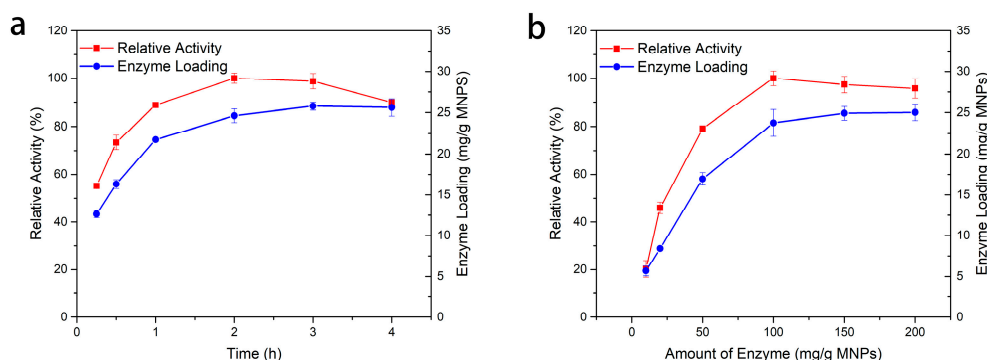 a
Relative Activity
Enzyme Loading
Relative Activity (%)
0
20
40
60
80
100
120
Enzyme Loading (mg/g MNPS)
0
5
10
15
20
25
30
35
0 1 2 3 4
Time (h)
b
Relative Activity
Enzyme Loading
Relative Activity (%)
0
20
40
60
80
100
120
Enzyme Loading (mg/g MNPs)
0
5
10
15
20
25
30
35
0 50 100 150 200
Amount of Enzyme (mg/g MNPs)